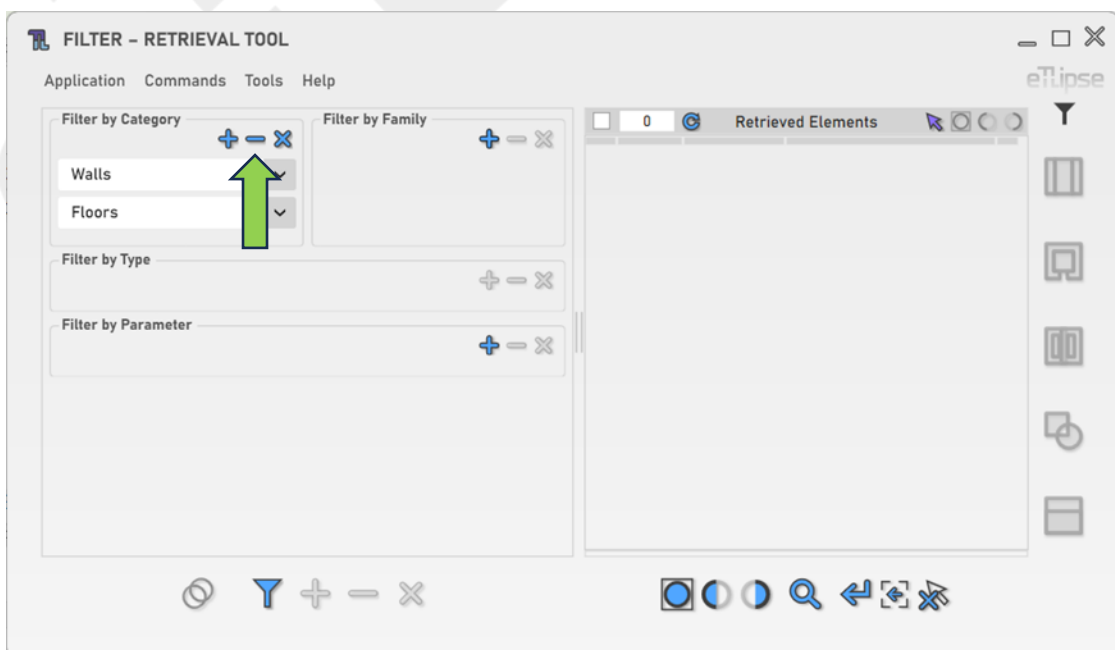 FILTER – RETRIEVAL TOOL
Application Commands Tools Help
eTLipse
Filter by Category
Filter by Family
Walls
Floors
Filter by Type
Filter by Parameter
0 Retrieved Elements